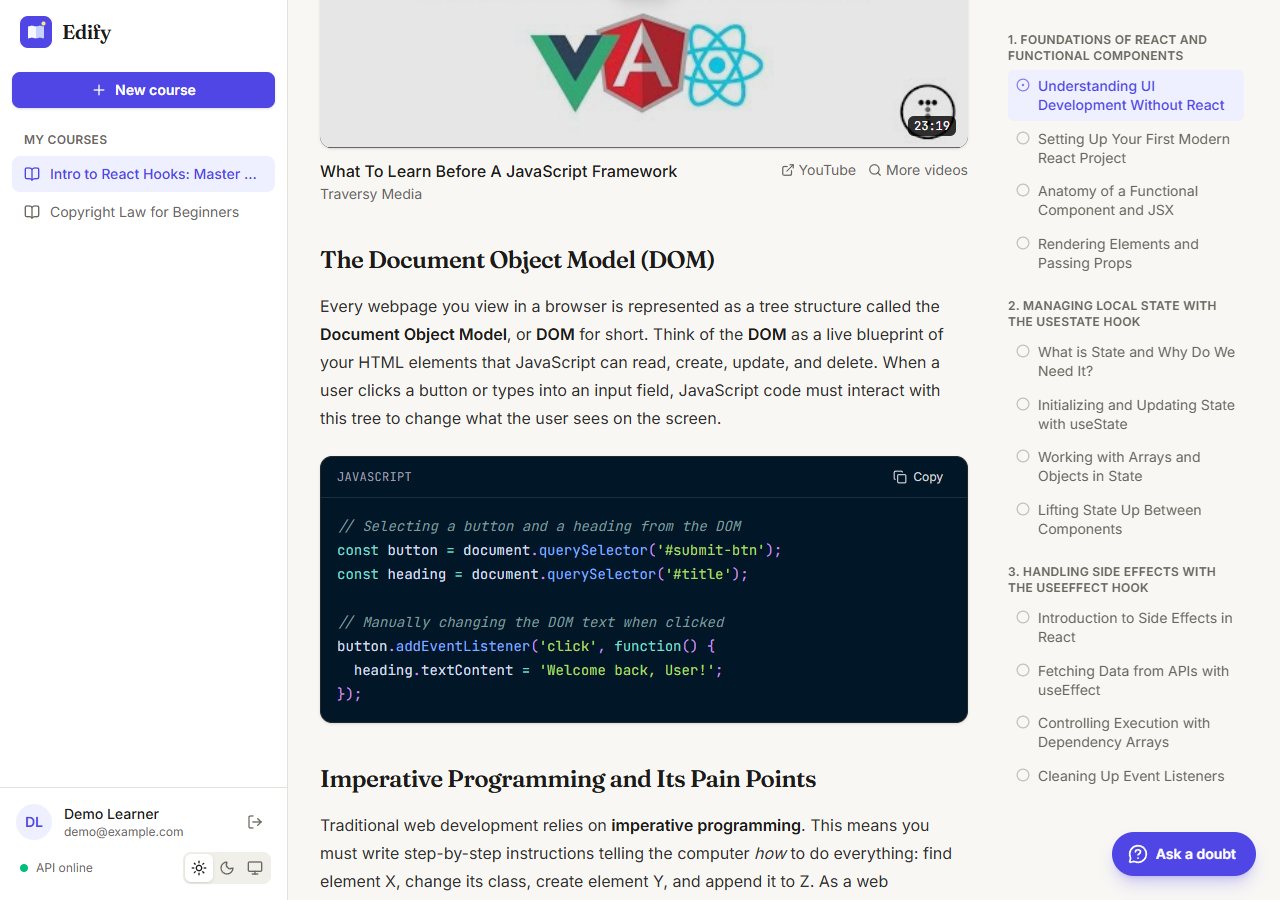 Edify
New course
MY COURSES
Intro to React Hooks: Master ...
Copyright Law for Beginners
DL
Demo Learner
demo@example.com
API online
A
23:19
What To Learn Before A JavaScript Framework
YouTube
More videos
Traversy Media
The Document Object Model (DOM)
Every webpage you view in a browser is represented as a tree structure called the
Document Object Model, or DOM for short. Think of the DOM as a live blueprint of
your HTML elements that JavaScript can read, create, update, and delete. When a
user clicks a button or types into an input field, JavaScript code must interact with
this tree to change what the user sees on the screen.
JAVASCRIPT
Copy
// Selecting a button and a heading from the DOM
const button = document.querySelector('#submit-btn');
const heading = document.querySelector('#title');
// Manually changing the DOM text when clicked
button.addEventListener('click', function() {
  heading.textContent = 'Welcome back, User!';
});
Imperative Programming and Its Pain Points
Traditional web development relies on imperative programming. This means you
must write step-by-step instructions telling the computer how to do everything: find
element X, change its class, create element Y, and append it to Z. As a web
1. FOUNDATIONS OF REACT AND
FUNCTIONAL COMPONENTS
Understanding UI
Development Without React
Setting Up Your First Modern
React Project
Anatomy of a Functional
Component and JSX
Rendering Elements and
Passing Props
2. MANAGING LOCAL STATE WITH
THE USESTATE HOOK
What is State and Why Do We
Need It?
Initializing and Updating State
with useState
Working with Arrays and
Objects in State
Lifting State Up Between
Components
3. HANDLING SIDE EFFECTS WITH
THE USEEFFECT HOOK
Introduction to Side Effects in
React
Fetching Data from APIs with
useEffect
Controlling Execution with
Dependency Arrays
Cleaning Up Event Listeners
Ask a doubt